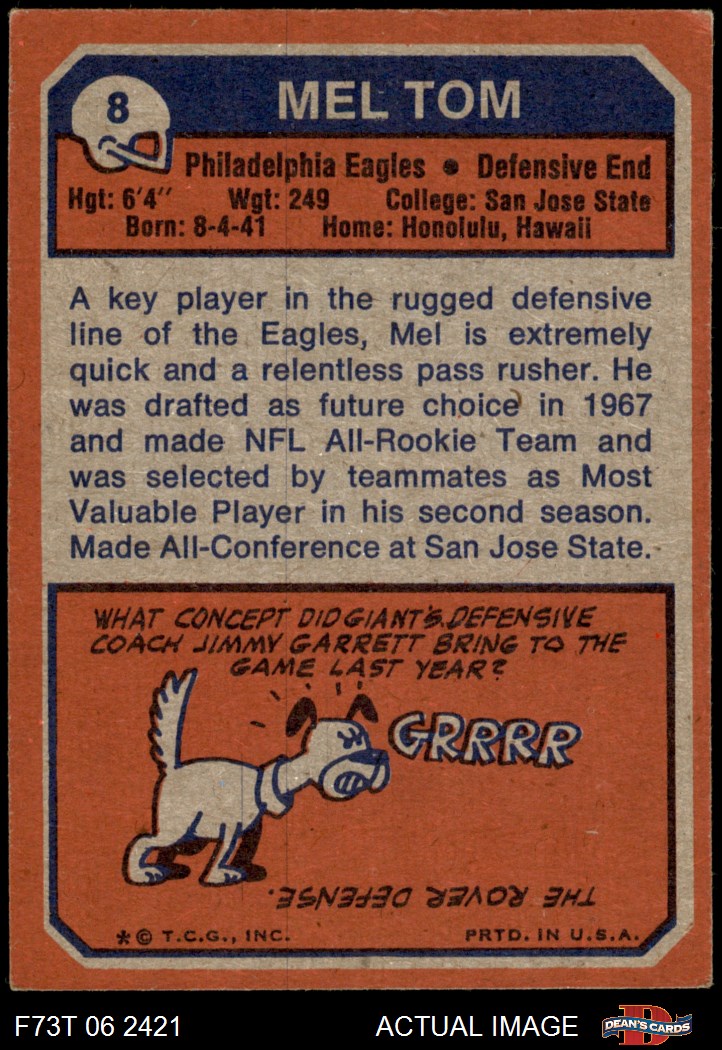 8
MEL TOM
Philadelphia Eagles • Defensive End
Hgt: 6'4" Wgt: 249 College: San Jose State
Born: 8-4-41 Home: Honolulu, Hawaii
A key player in the rugged defensive
line of the Eagles, Mel is extremely
quick and a relentless pass rusher. He
was drafted as future choice in 1967
and made NFL All-Rookie Team and
was selected by teammates as Most
Valuable Player in his second season.
Made All-Conference at San Jose State.
WHAT CONCEPT DID GIANT'S DEFENSIVE
COACH JIMMY GARRETT BRING TO THE
GAME LAST YEAR?
GRRRR
THE ROVER DEFENSE.
* © T.C.G., INC. PRTD. IN U.S.A.
F73T 06 2421 ACTUAL IMAGE D DEAN'S CARDS